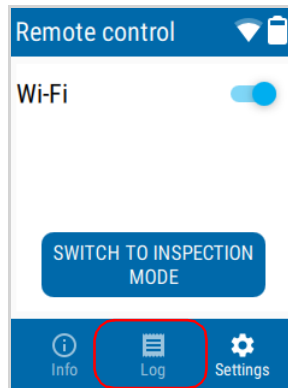 Remote control
Wi-Fi
SWITCH TO INSPECTION
MODE
Info Log Settings